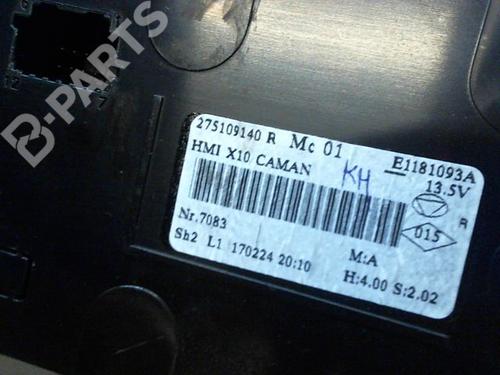 B-PARTS
275109140 R Mc 01
E1181093A
HMI X10 CAMAN
13.5V
KH
R
015
Nr.7083
M:A
Sh2 L1 170224 20:10
H:4.00 S:2.02